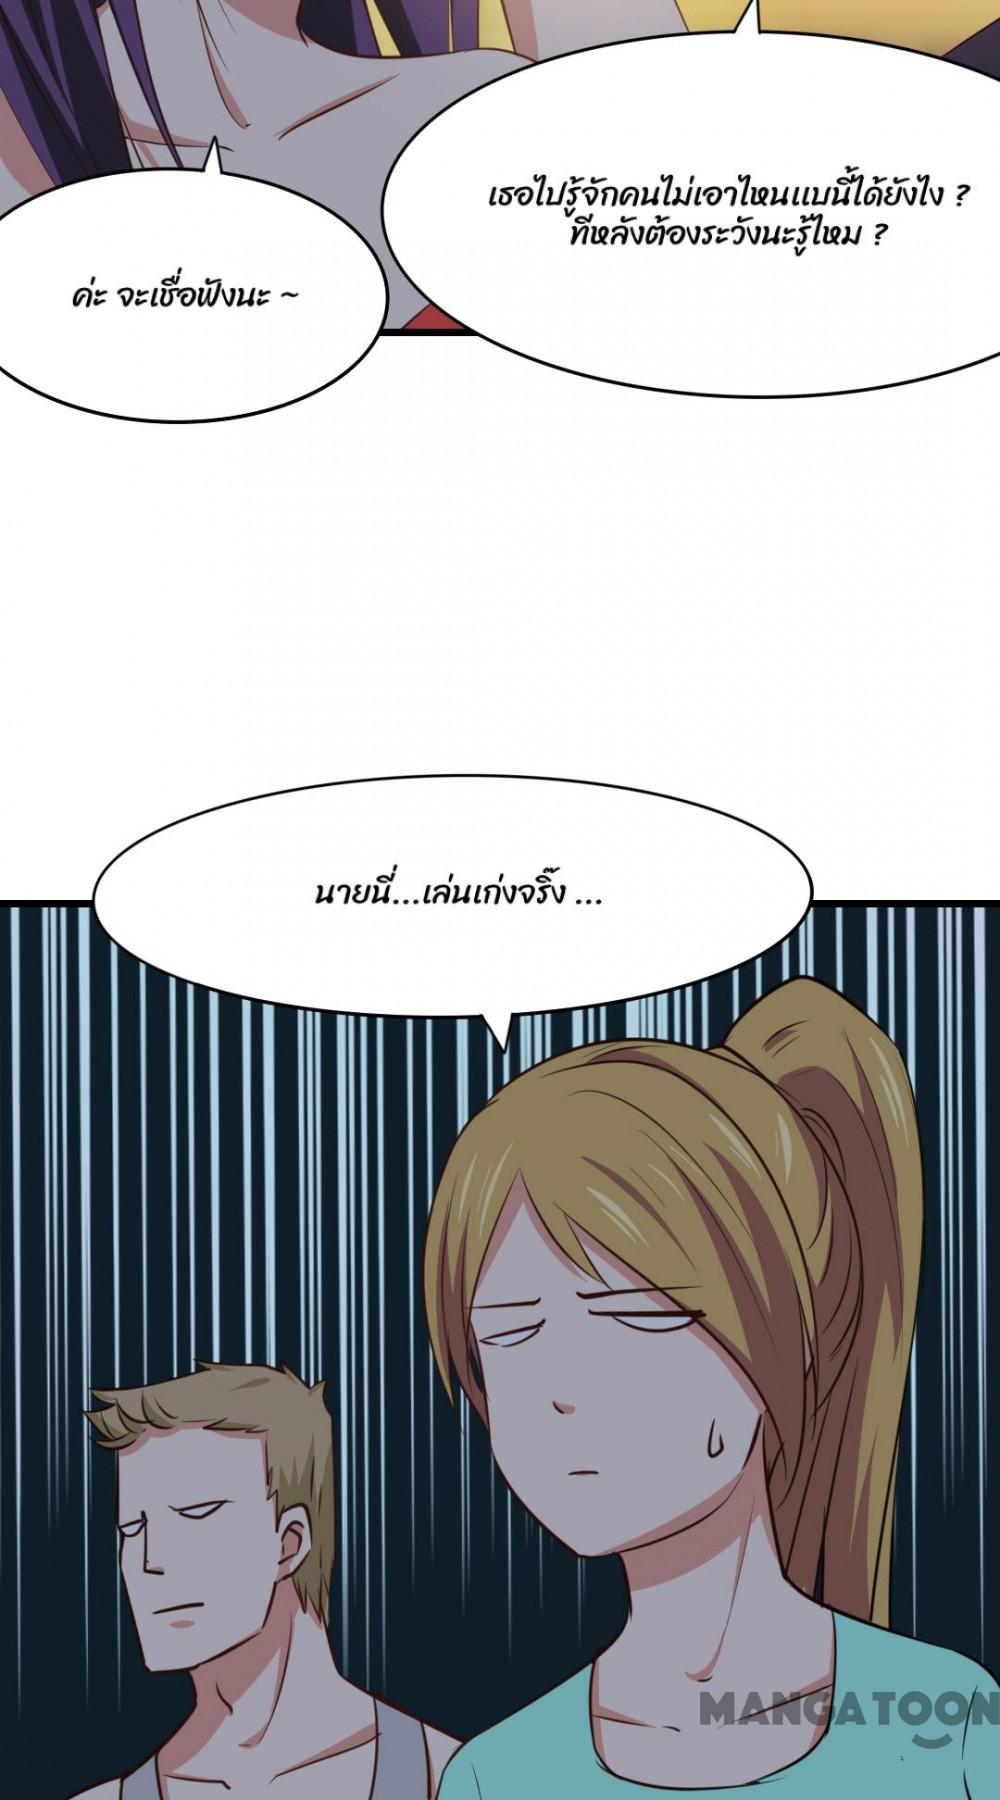 เธอไปรู้จักคนไม่เอาไหนแบบนี้ได้ยังไง ?
ทีหลังต้องระวังนะรู้ไหม ?
ค่ะ จะเชื่อฟังนะ ~
นายนี่...เล่นเก่งจริ๊ง ...
MANGATOON